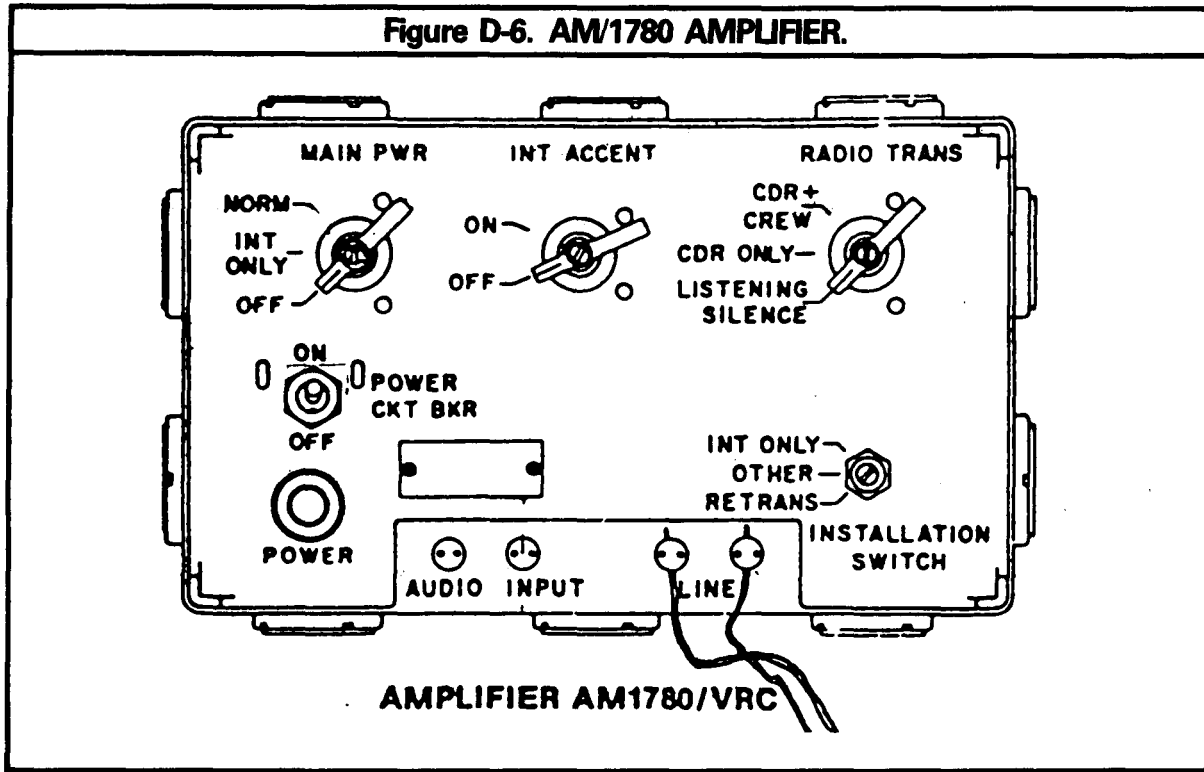 Figure D-6. AM/1780 AMPLIFIER.
MAIN PWR
INT ACCENT
RADIO TRANS
NORM
INT
ONLY
OFF
ON
OFF
CDR +
CREW
CDR ONLY
LISTENING
SILENCE
ON
POWER
CKT BKR
OFF
POWER
INT ONLY
OTHER
RETRANS
INSTALLATION
SWITCH
AUDIO INPUT
LINE
AMPLIFIER AM1780/VRC